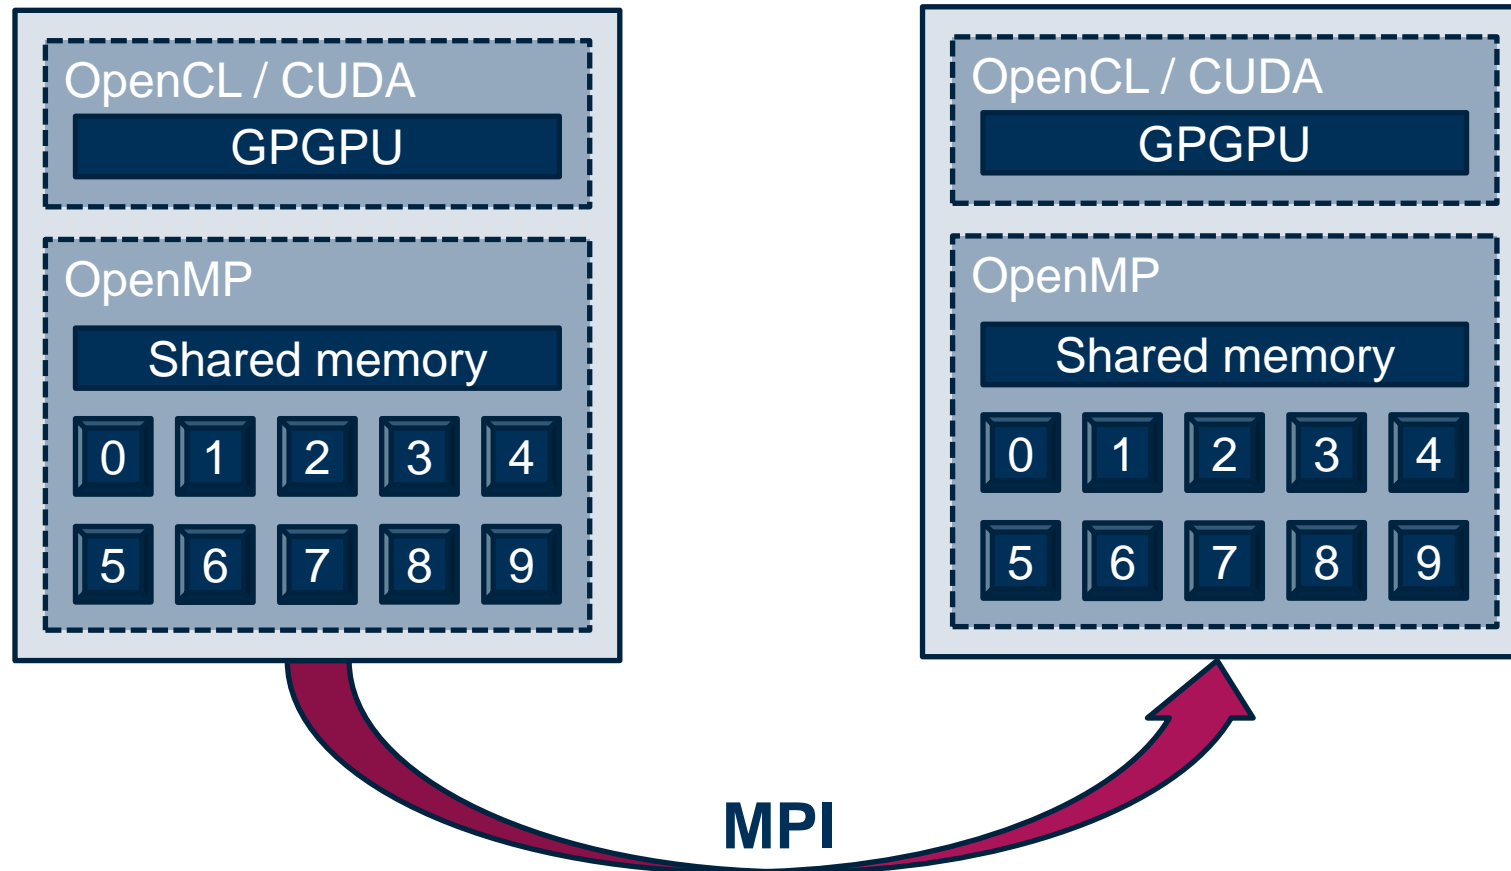 OpenCL / CUDA
GPGPU
OpenMP
Shared memory
0 1 2 3 4
5 6 7 8 9
OpenCL / CUDA
GPGPU
OpenMP
Shared memory
0 1 2 3 4
5 6 7 8 9
MPI